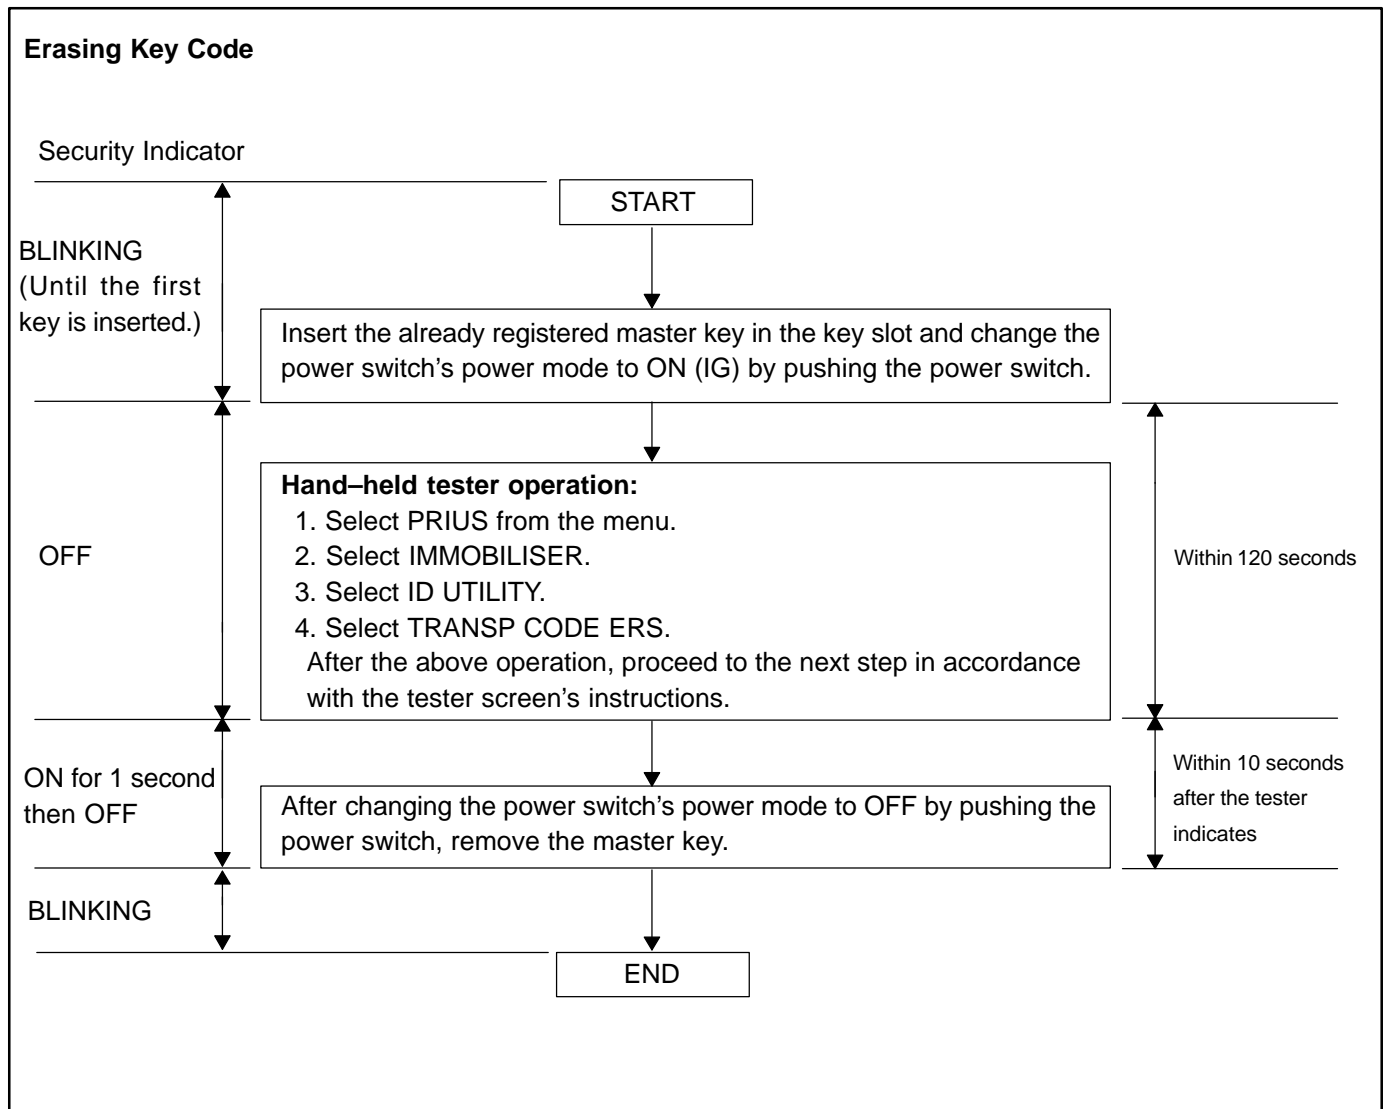 Erasing Key Code
Security Indicator
START
BLINKING
(Until the first
key is inserted.)
Insert the already registered master key in the key slot and change the
power switch’s power mode to ON (IG) by pushing the power switch.
Hand–held tester operation:
1. Select PRIUS from the menu.
2. Select IMMOBILISER.
3. Select ID UTILITY.
4. Select TRANSP CODE ERS.
After the above operation, proceed to the next step in accordance
with the tester screen’s instructions.
OFF
Within 120 seconds
ON for 1 second
then OFF
After changing the power switch’s power mode to OFF by pushing the
power switch, remove the master key.
Within 10 seconds
after the tester
indicates
BLINKING
END